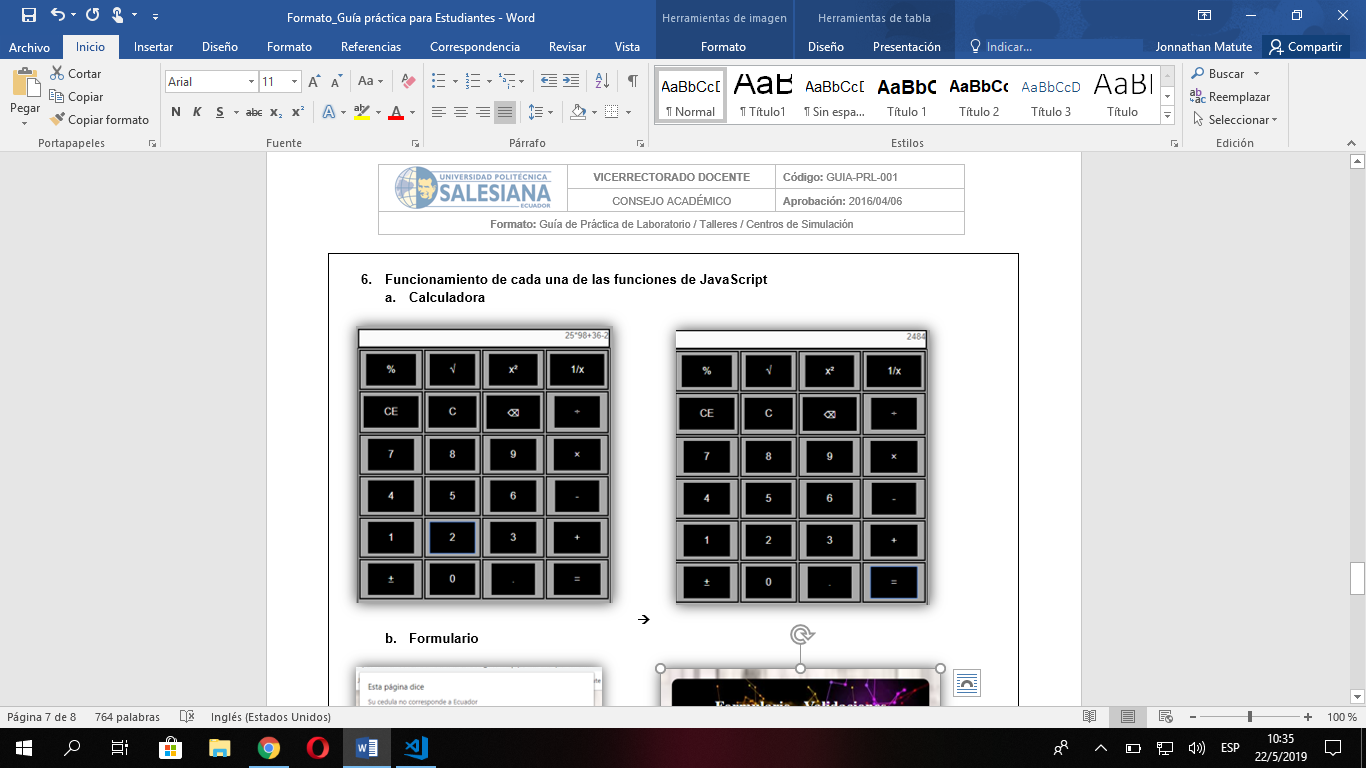 Formato_Guía práctica para Estudiantes - Word
Herramientas de imagen
Herramientas de tabla
Archivo Inicio Insertar Diseño Formato Referencias Correspondencia Revisar Vista Formato Diseño Presentación Indicar... Jonnathan Matute Compartir
Pegar
Cortar
Copiar
Copiar formato
Portapapeles
Arial 11
N K S abc x₂ x²
Fuente
Párrafo
AaBbCcD AaB AaBbCcD AaBbC AaBbCc AaBbCcD AaB
¶ Normal ¶ Título1 ¶ Sin espa... Título 1 Título 2 Título 3 Título
Estilos
Buscar
Reemplazar
Seleccionar
Edición
UNIVERSIDAD POLITÉCNICA
SALESIANA
ECUADOR
VICERRECTORADO DOCENTE
Código: GUIA-PRL-001
CONSEJO ACADÉMICO
Aprobación: 2016/04/06
Formato: Guía de Práctica de Laboratorio / Talleres / Centros de Simulación
6. Funcionamiento de cada una de las funciones de JavaScript
a. Calculadora
25*98+36-2
% √ x² 1/x
CE C ⌫ ÷
7 8 9 ×
4 5 6 -
1 2 3 +
± 0 . =
2484
% √ x² 1/x
CE C ⌫ ÷
7 8 9 ×
4 5 6 -
1 2 3 +
± 0 . =
→
b. Formulario
Esta página dice
Su cedula no corresponde a Ecuador
Formulario Validaciones
Página 7 de 8 764 palabras Inglés (Estados Unidos) 100 %
ESP
10:35
22/5/2019